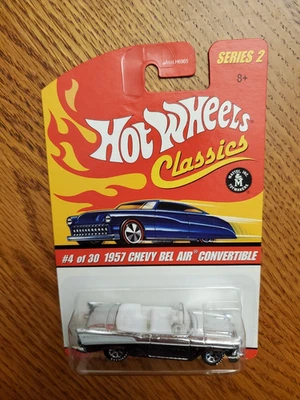 SERIES 2
8+
HOT WHEELS
Classics
#4 of 30 1957 CHEVY BEL AIR CONVERTIBLE